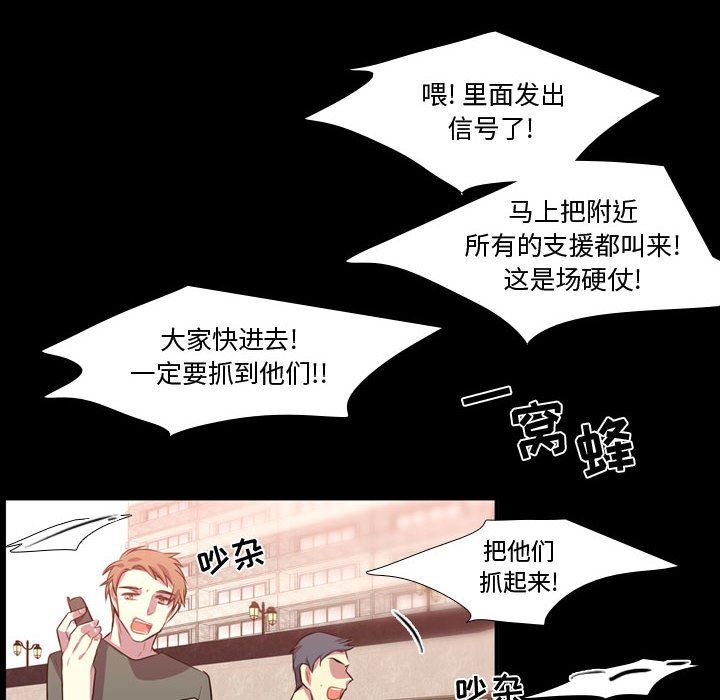 喂! 里面发出
信号了!
马上把附近
所有的支援都叫来!
这是场硬仗!
大家快进去!
一定要抓到他们!!
一窝蜂
吵杂
把他们
抓起来!
吵杂